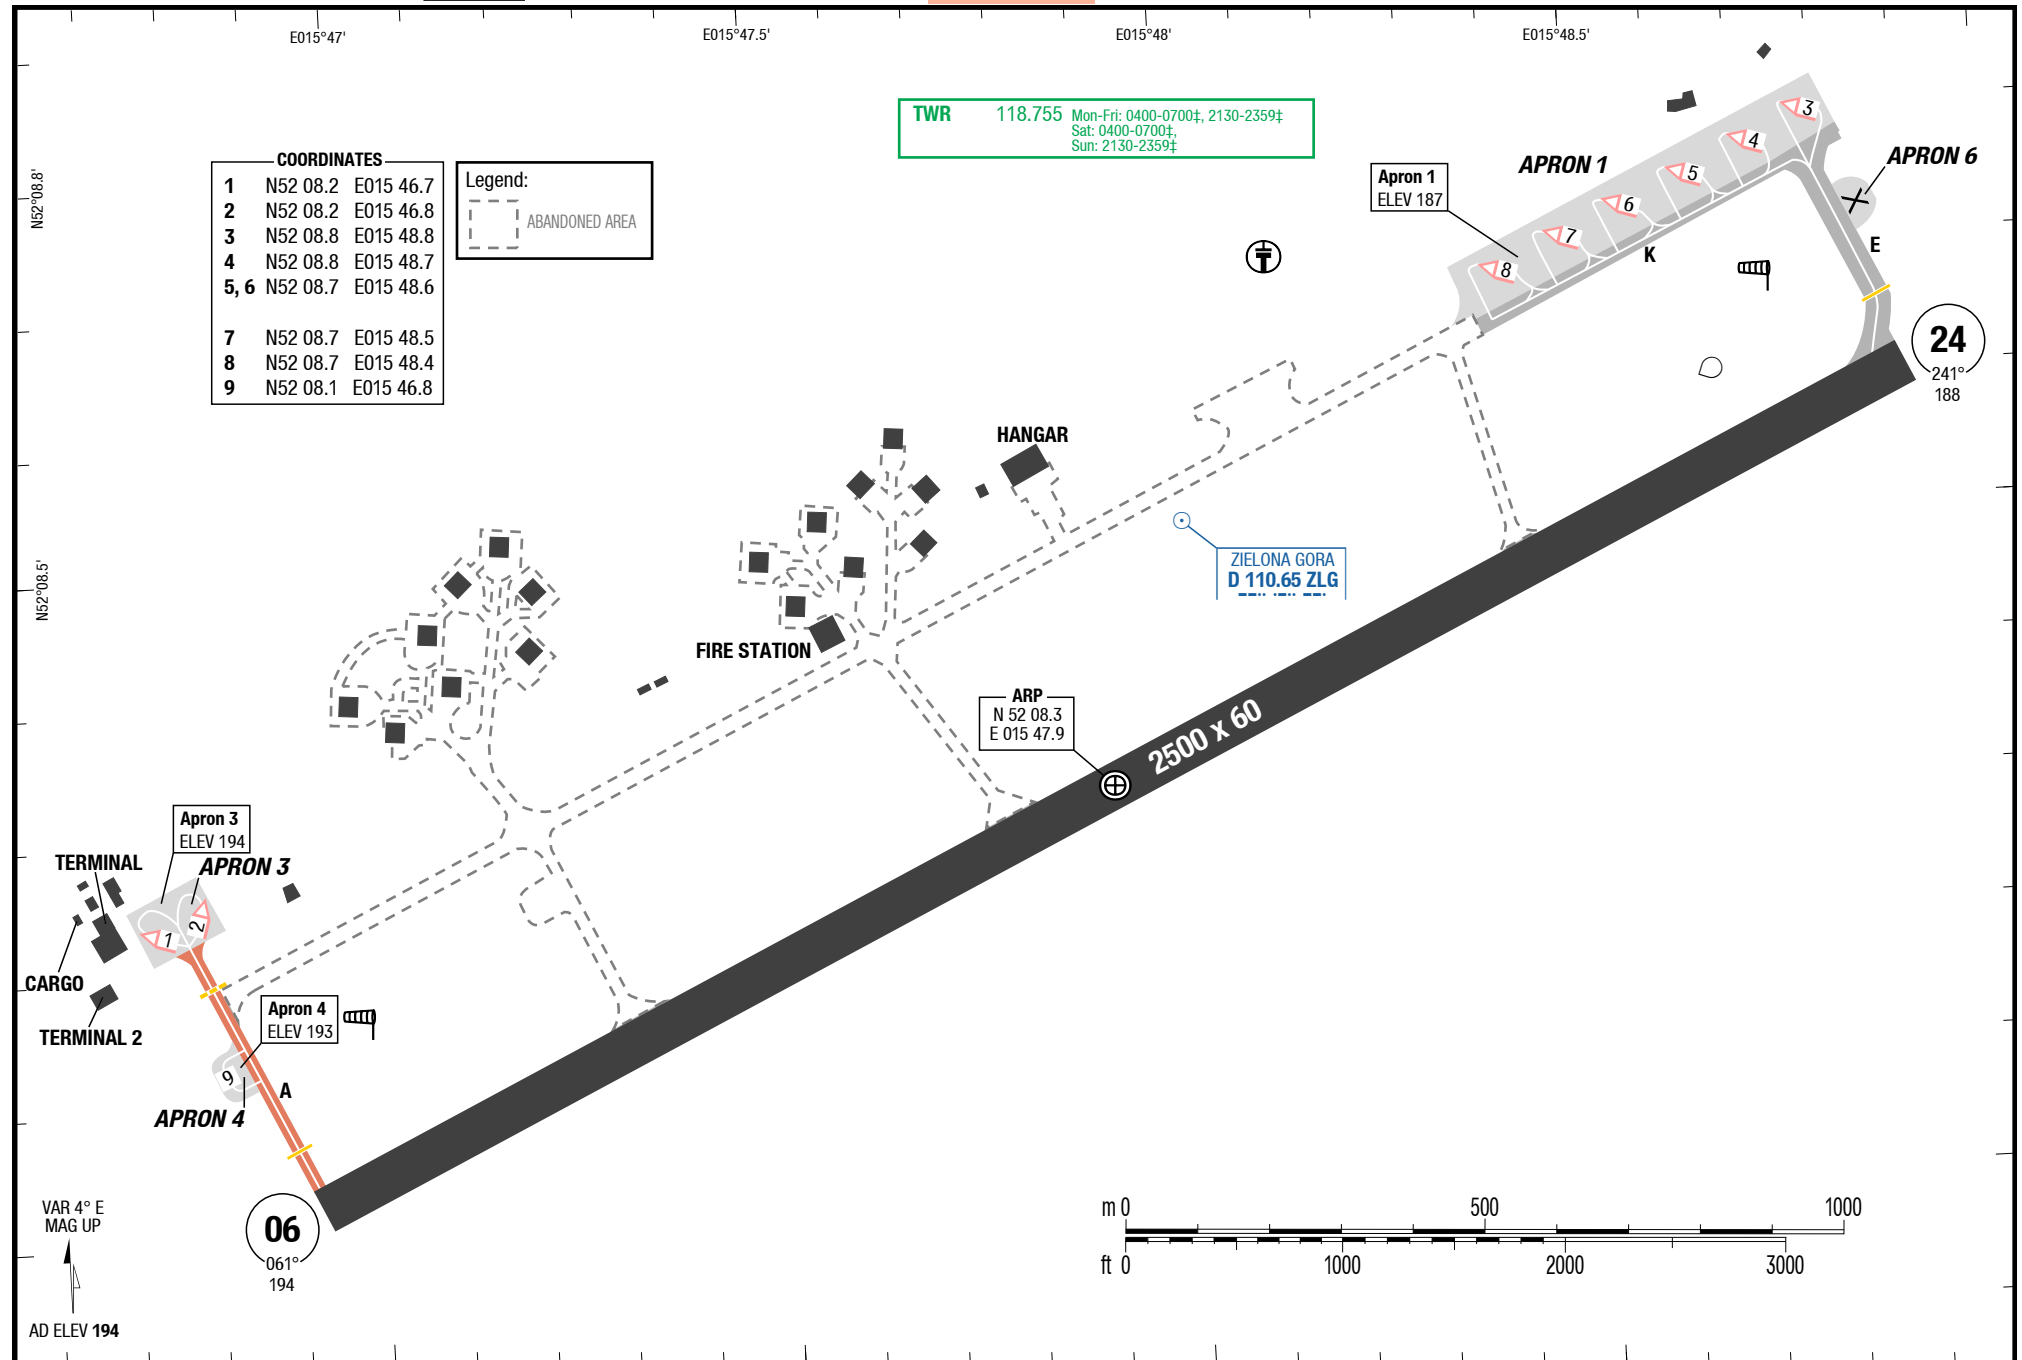 E015°47'
E015°47.5'
E015°48'
E015°48.5'
N52°08.8'
N52°08.5'
TWR 118.755 Mon-Fri: 0400-0700‡, 2130-2359‡
Sat: 0400-0700‡,
Sun: 2130-2359‡
COORDINATES
1 N52 08.2 E015 46.7
2 N52 08.2 E015 46.8
3 N52 08.8 E015 48.8
4 N52 08.8 E015 48.7
5, 6 N52 08.7 E015 48.6
7 N52 08.7 E015 48.5
8 N52 08.7 E015 48.4
9 N52 08.1 E015 46.8
Legend:
ABANDONED AREA
APRON 1
Apron 1
ELEV 187
3
4
5
6
7
8
APRON 6
K
E
24
241°
188
HANGAR
ZIELONA GORA
D 110.65 ZLG
FIRE STATION
ARP
N 52 08.3
E 015 47.9
2500 x 60
Apron 3
ELEV 194
TERMINAL
APRON 3
1
2
CARGO
TERMINAL 2
Apron 4
ELEV 193
9
A
APRON 4
06
061°
194
VAR 4° E
MAG UP
AD ELEV 194
m 0 500 1000
ft 0 1000 2000 3000